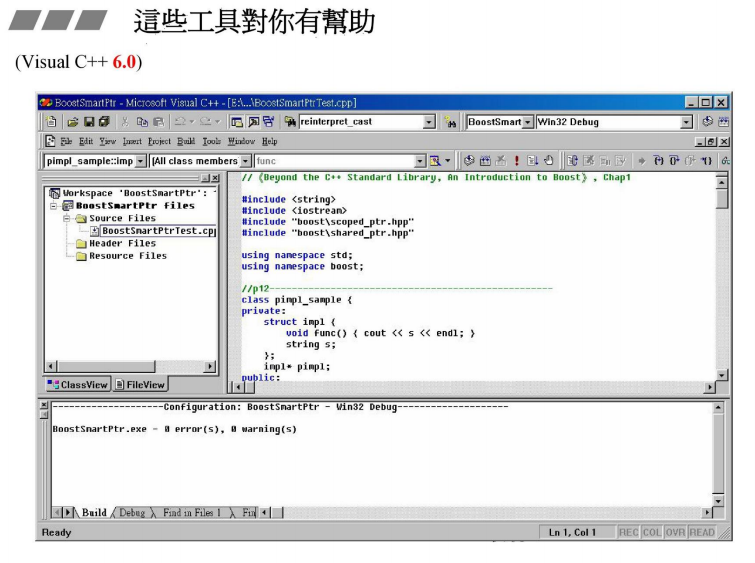 這些工具對你有幫助
(Visual C++ 6.0)
BoostSmartPtr - Microsoft Visual C++ - [E:\...\BoostSmartPtrTest.cpp]
reinterpret_cast BoostSmart Win32 Debug
File Edit View Insert Project Build Tools Window Help
pimpl_sample::imp [All class members func
Workspace 'BoostSmartPtr':
BoostSmartPtr files
Source Files
BoostSmartPtrTest.cpp
Header Files
Resource Files
ClassView FileView
// 《Beyond the C++ Standard Library, An Introduction to Boost》, Chap1
#include <string>
#include <iostream>
#include "boost\scoped_ptr.hpp"
#include "boost\shared_ptr.hpp"
using namespace std;
using namespace boost;
//p12---------------------------------------------------
class pimpl_sample {
private:
struct impl {
void func() { cout << s << endl; }
string s;
};
impl* pimpl;
public:
--------------------Configuration: BoostSmartPtr - Win32 Debug--------------------
BoostSmartPtr.exe - 0 error(s), 0 warning(s)
Build Debug Find in Files 1 Fin
Ready Ln 1, Col 1 REC COL OVR READ